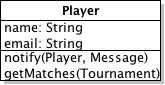 Player
name: String
email: String
notify(Player, Message)
getMatches(Tournament)